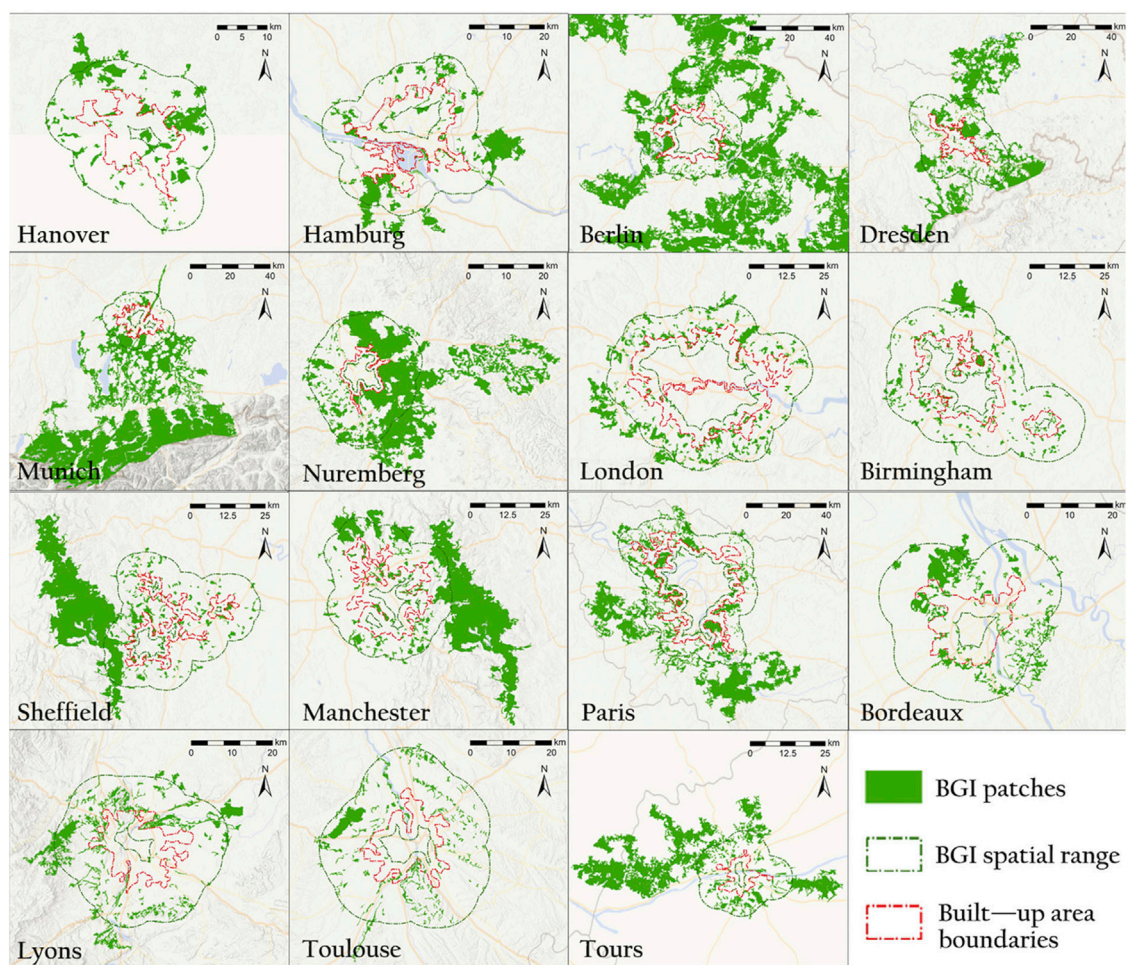 km
0 5 10
N
Hanover
km
0 10 20
N
Hamburg
km
0 20 40
N
Berlin
km
0 20 40
N
Dresden
km
0 20 40
N
Munich
km
0 10 20
N
Nuremberg
km
0 12.5 25
N
London
km
0 12.5 25
N
Birmingham
km
0 12.5 25
N
Sheffield
km
0 12.5 25
N
Manchester
km
0 20 40
N
Paris
km
0 10 20
N
Bordeaux
km
0 10 20
N
Lyons
km
0 10 20
N
Toulouse
km
0 12.5 25
N
Tours
BGI patches
BGI spatial range
Built—up area
boundaries